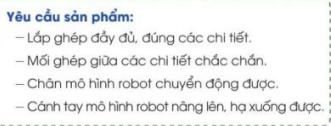 Yêu cầu sản phẩm:
– Lắp ghép đầy đủ, đúng các chi tiết.
– Mối ghép giữa các chi tiết chắc chắn.
– Chân mô hình robot chuyển động được.
– Cánh tay mô hình robot nâng lên, hạ xuống được.